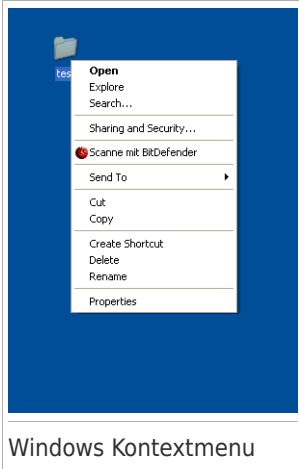 tes
Open
Explore
Search...
Sharing and Security...
Scanne mit BitDefender
Send To
Cut
Copy
Create Shortcut
Delete
Rename
Properties
Windows Kontextmenu